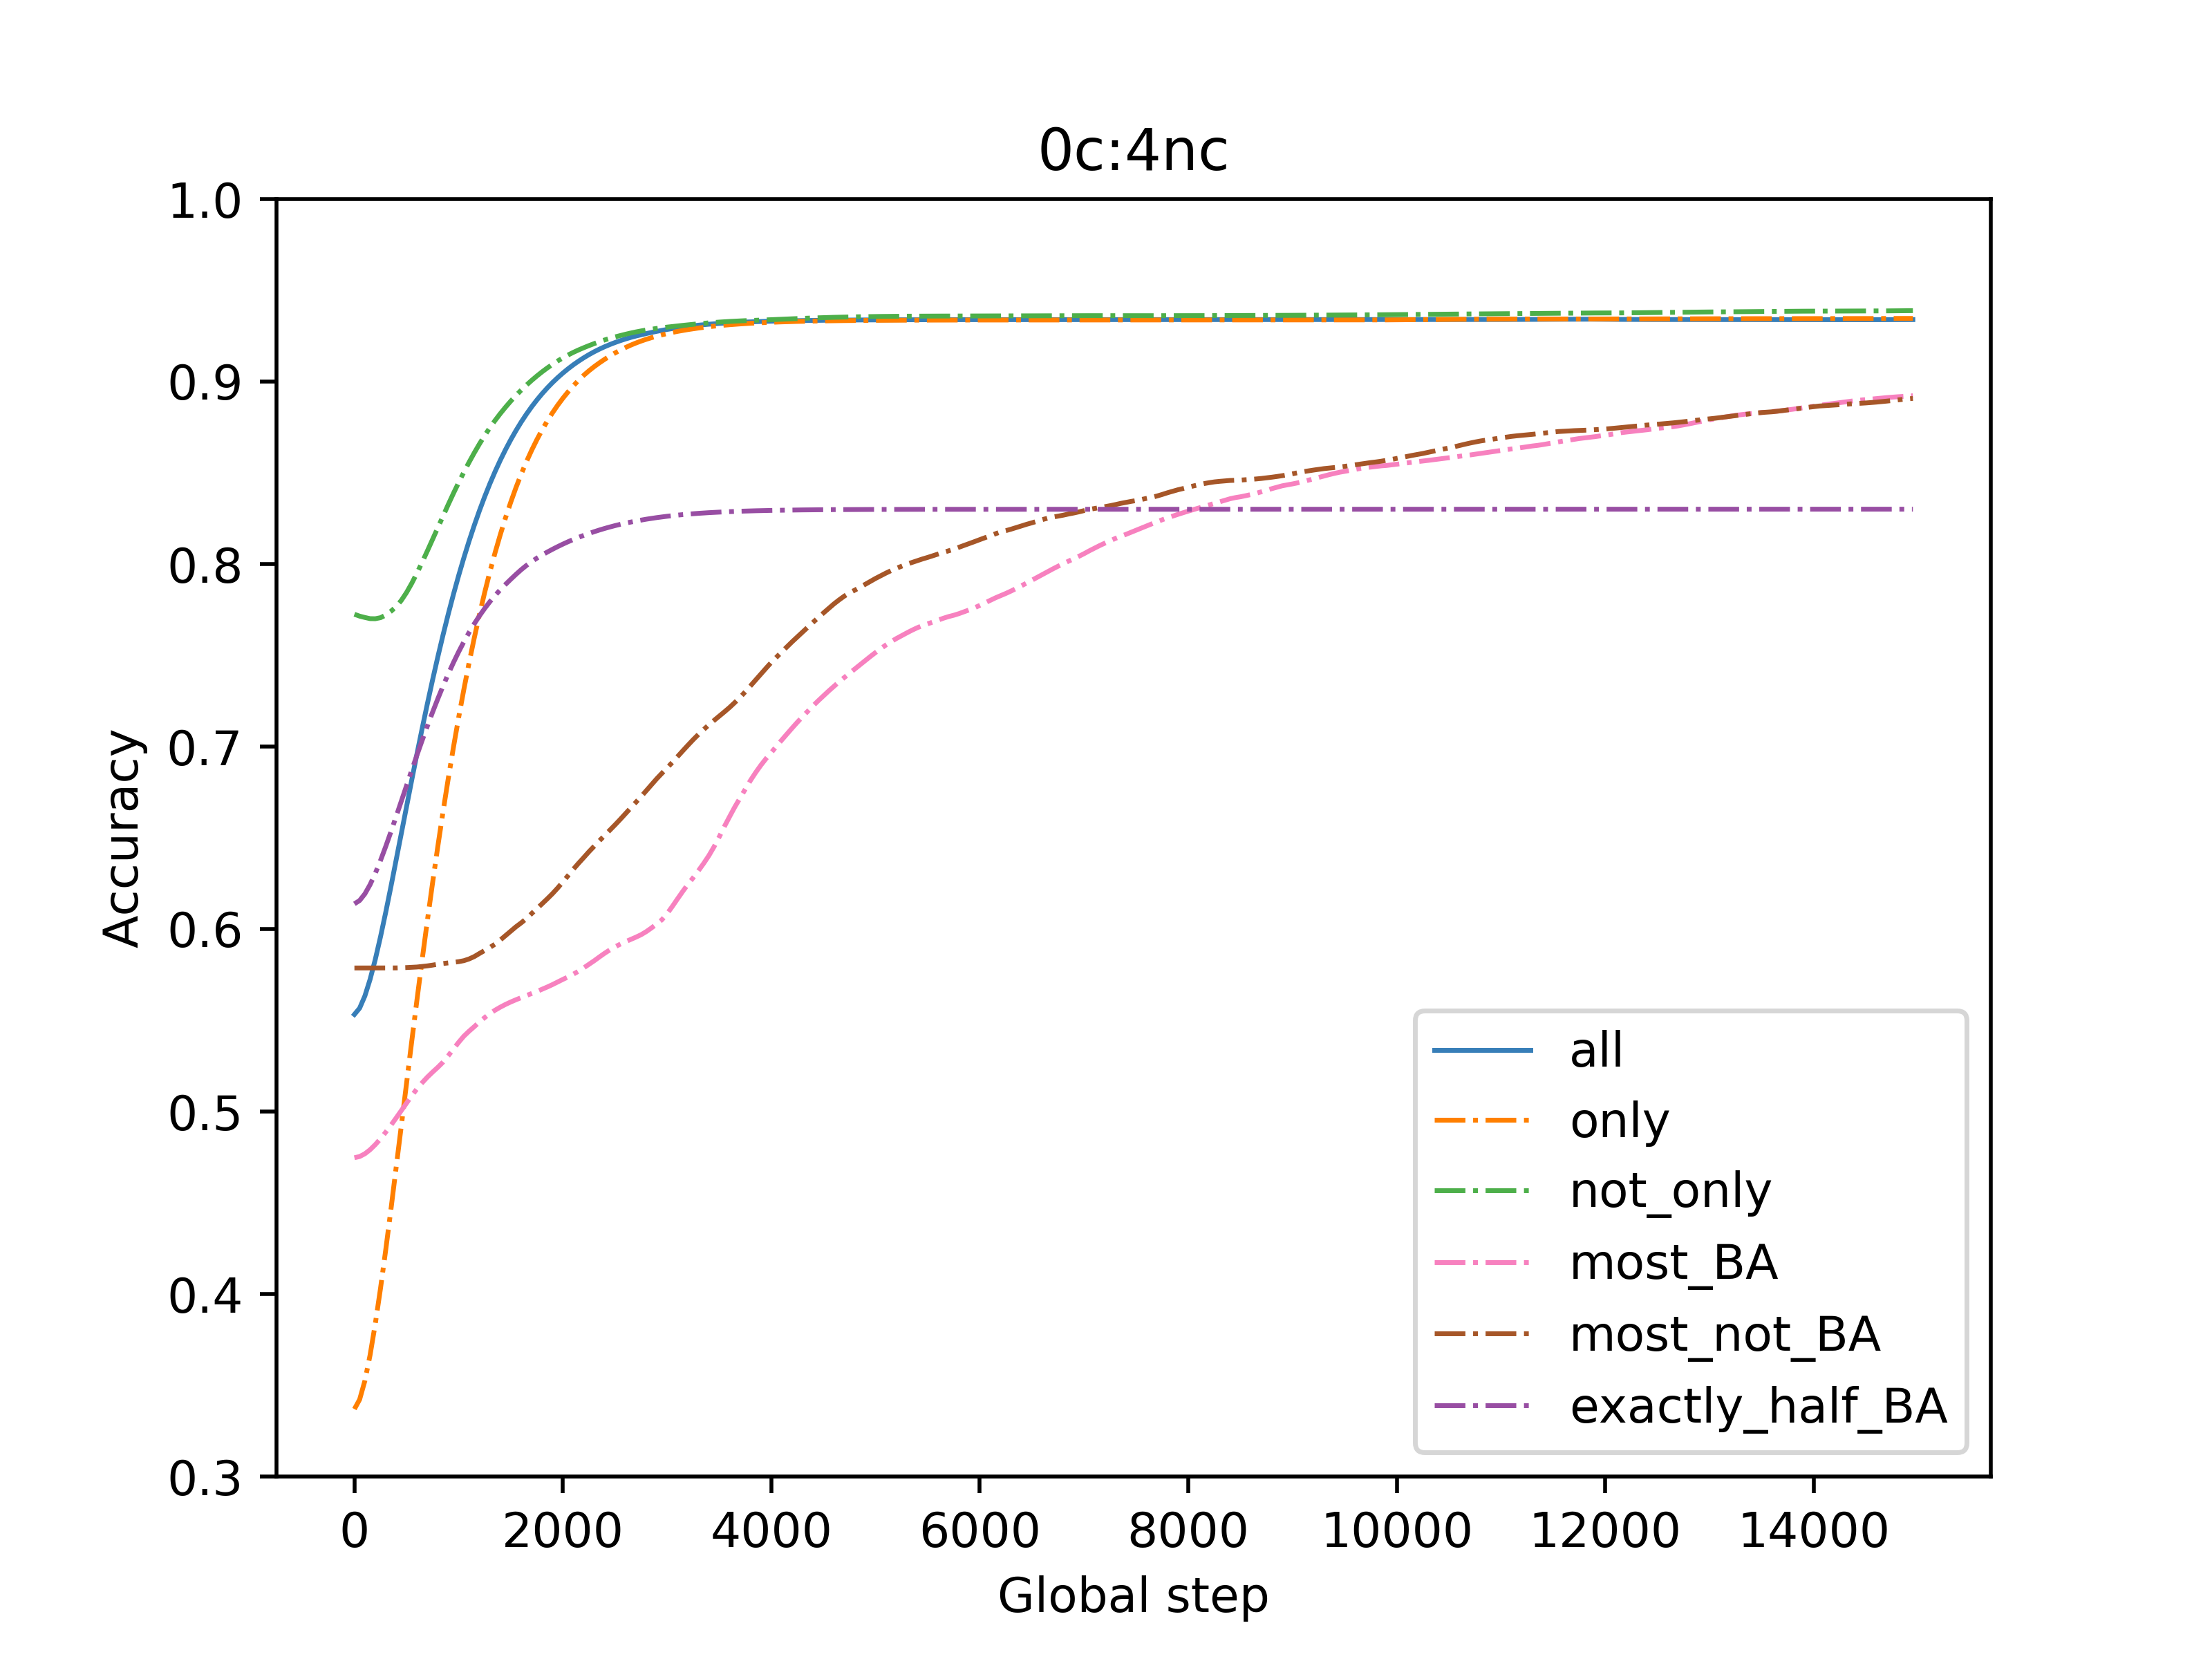 0c:4nc
1.0
0.9
0.8
0.7
0.6
0.5
0.4
0.3
Accuracy
all
only
not_only
most_BA
most_not_BA
exactly_half_BA
0 2000 4000 6000 8000 10000 12000 14000
Global step